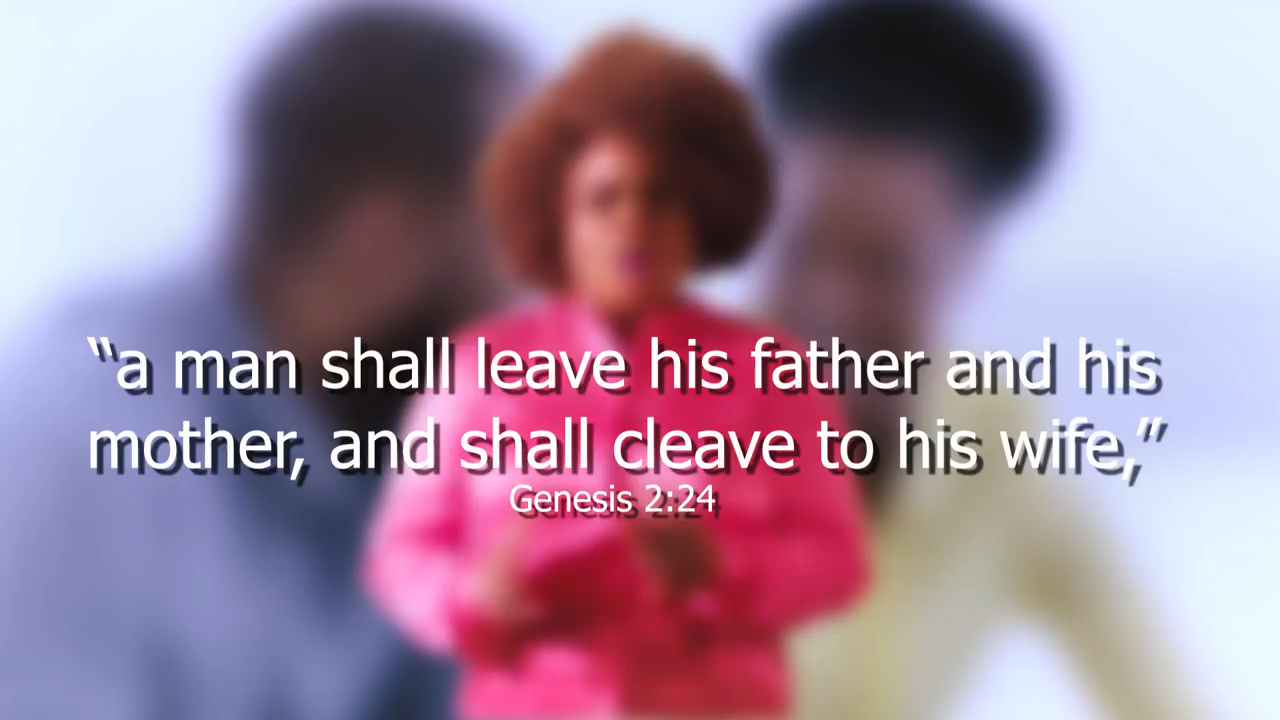 “a man shall leave his father and his
mother, and shall cleave to his wife,”
Genesis 2:24